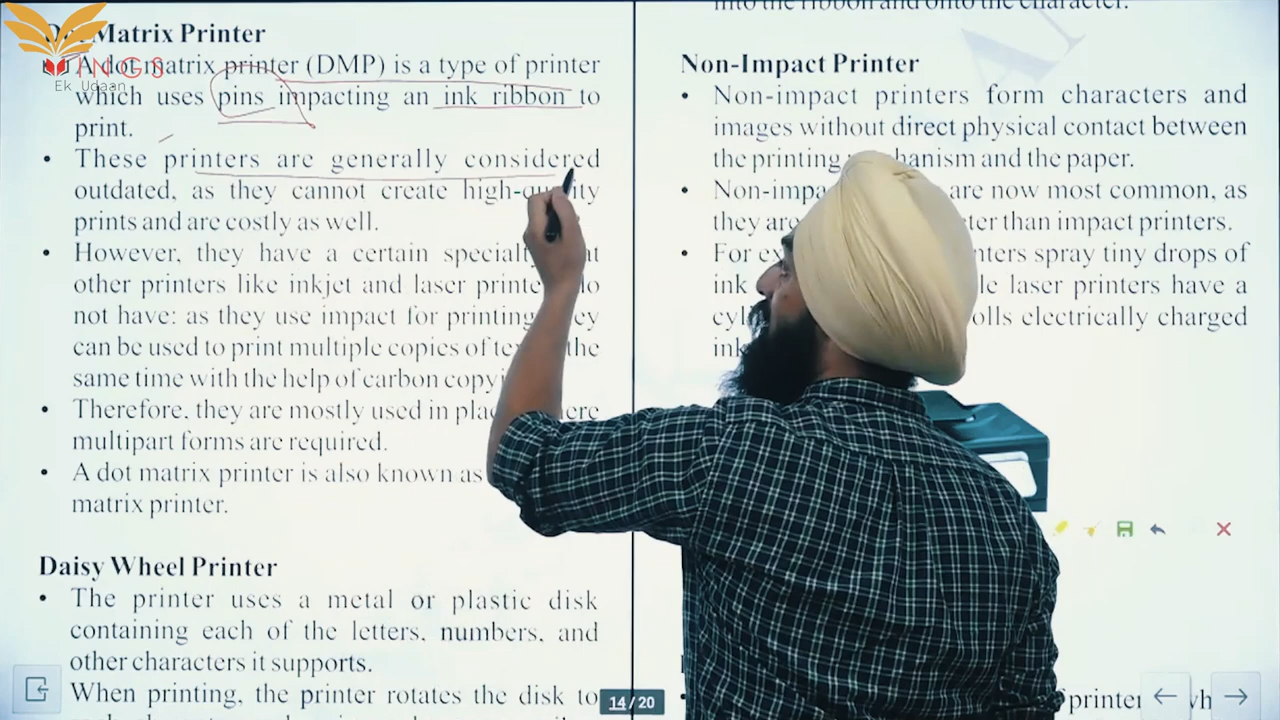 Matrix Printer
A dot matrix printer (DMP) is a type of printer
which uses pins impacting an ink ribbon to
print.
• These printers are generally considered
outdated, as they cannot create high-quality
prints and are costly as well.
• However, they have a certain specialty
other printers like inkjet and laser
not have: as they use impact for printing
can be used to print multiple copies of the
same time with the help of carbon
• Therefore, they are mostly used in
multipart forms are required.
• A dot matrix printer is also known as
matrix printer.
Daisy Wheel Printer
• The printer uses a metal or plastic disk
containing each of the letters, numbers, and
other characters it supports.
When printing, the printer rotates the disk to
into the ribbon and onto the character.
Non-Impact Printer
• Non-impact printers form characters and
images without direct physical contact between
the printing and the paper.
• are now most common, as
they are than impact printers.
• For spray tiny drops of
ink laser printers have a
electrically charged
ink
printer
WINGS
Ek Udaan
14 / 20